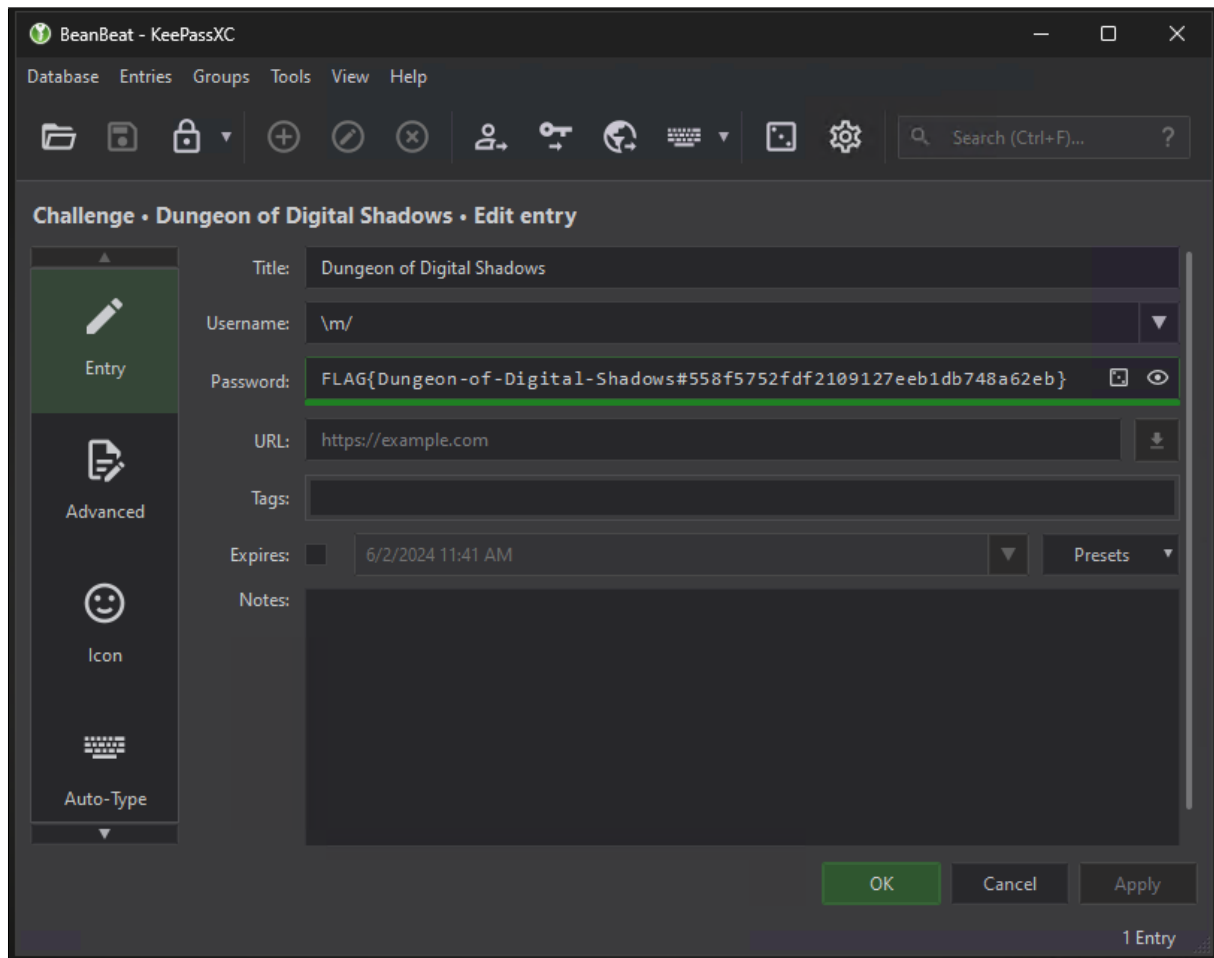 BeanBeat - KeePassXC
Database Entries Groups Tools View Help
Search (Ctrl+F)... ?
Challenge • Dungeon of Digital Shadows • Edit entry
Title: Dungeon of Digital Shadows
Username: \m/
Entry
Password: FLAG{Dungeon-of-Digital-Shadows#558f5752fdf2109127eeb1db748a62eb}
URL: https://example.com
Tags:
Advanced
Expires: 6/2/2024 11:41 AM Presets
Notes:
Icon
Auto-Type
OK Cancel Apply
1 Entry